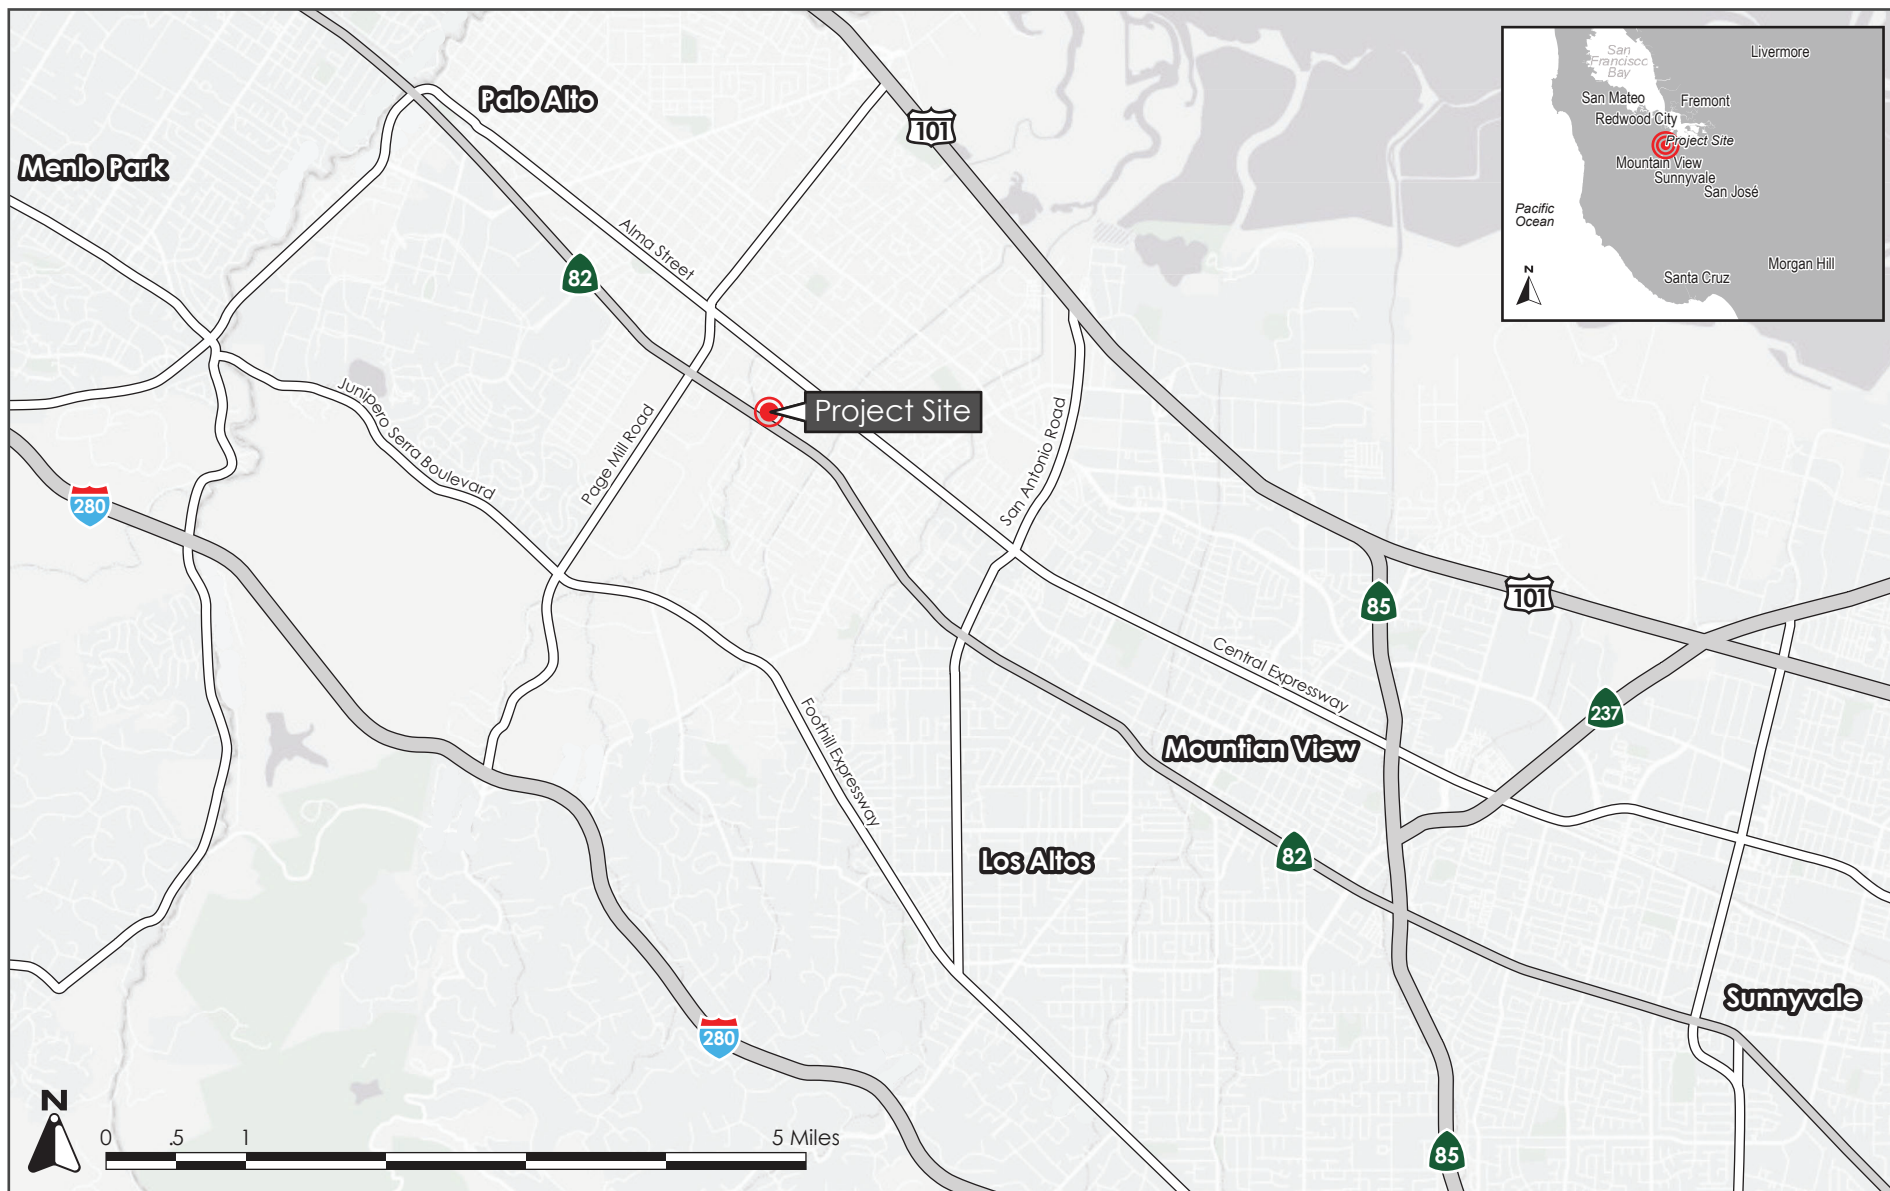 Palo Alto
Menlo Park
101
82
Alma Street
Junipero Serra Boulevard
Page Mill Road
Project Site
San Antonio Road
280
85
101
Central Expressway
237
Foothill Expressway
Mountian View
Los Altos
82
Sunnyvale
280
85
N
0 .5 1 5 Miles
San
Francisco
Bay
Livermore
San Mateo
Fremont
Redwood City
Project Site
Mountain View
Sunnyvale
San José
Pacific
Ocean
Morgan Hill
Santa Cruz
N